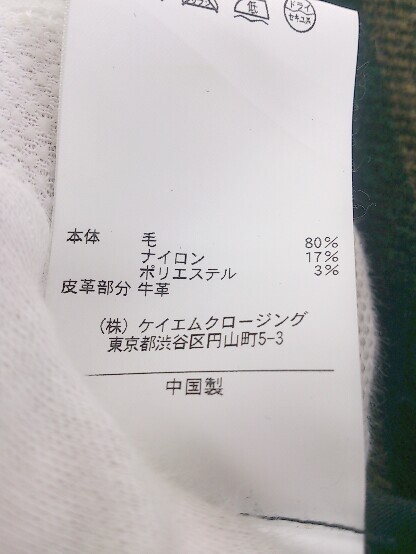 低
ドライ
セキユ系
本体 毛 80%
ナイロン 17%
ポリエステル 3%
皮革部分 牛革
(株) ケイエムクロージング
東京都渋谷区円山町5-3
中国製